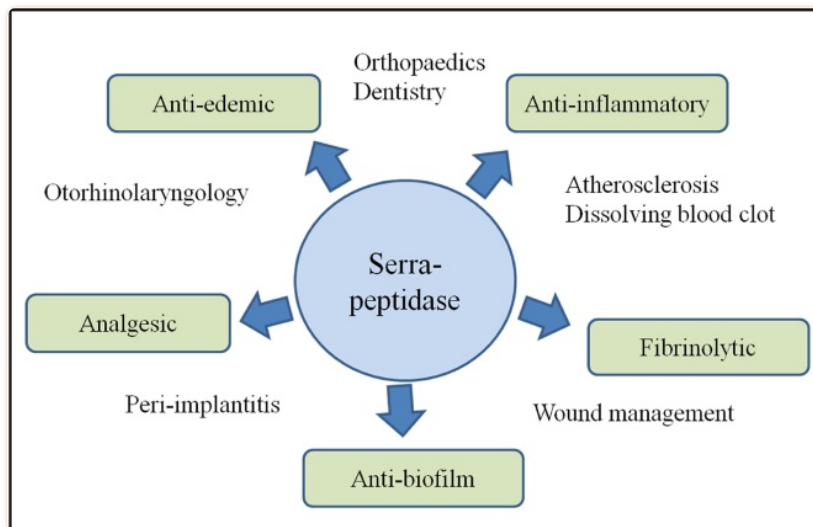 Orthopaedics
Dentistry
Anti-edemic
Anti-inflammatory
Otorhinolaryngology
Atherosclerosis
Dissolving blood clot
Serra-
peptidase
Analgesic
Fibrinolytic
Peri-implantitis
Wound management
Anti-biofilm